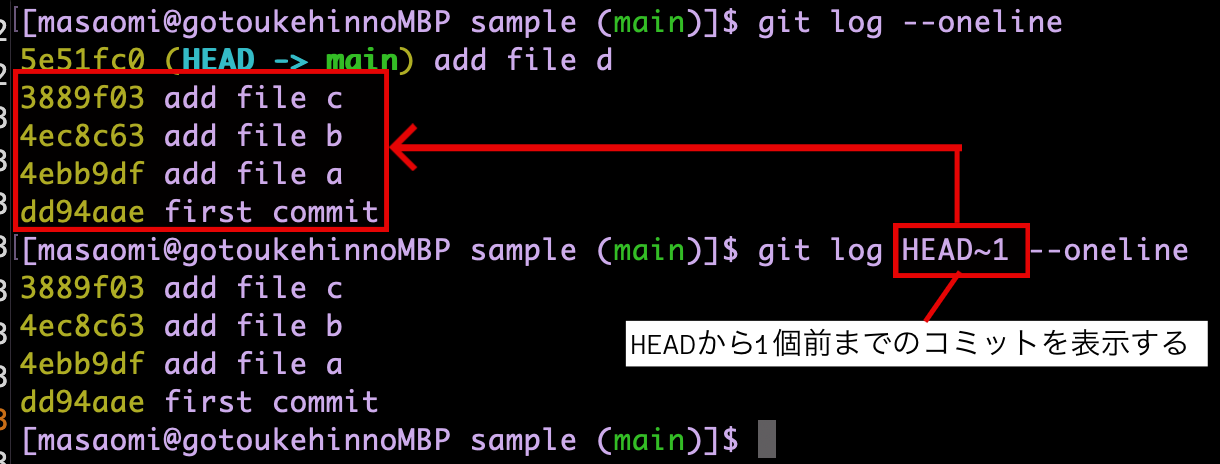 [masaomi@gotoukehinnoMBP sample (main)]$ git log --oneline
5e51fc0 (HEAD -> main) add file d
3889f03 add file c
4ec8c63 add file b
4ebb9df add file a
dd94aae first commit
[masaomi@gotoukehinnoMBP sample (main)]$ git log HEAD~1 --oneline
3889f03 add file c
4ec8c63 add file b
HEADから1個前までのコミットを表示する
4ebb9df add file a
dd94aae first commit
[masaomi@gotoukehinnoMBP sample (main)]$